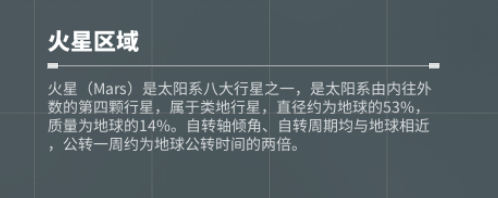 火星区域
火星（Mars）是太阳系八大行星之一，是太阳系由内往外
数的第四颗行星，属于类地行星，直径约为地球的53%，
质量为地球的14%。自转轴倾角、自转周期均与地球相近
，公转一周约为地球公转时间的两倍。